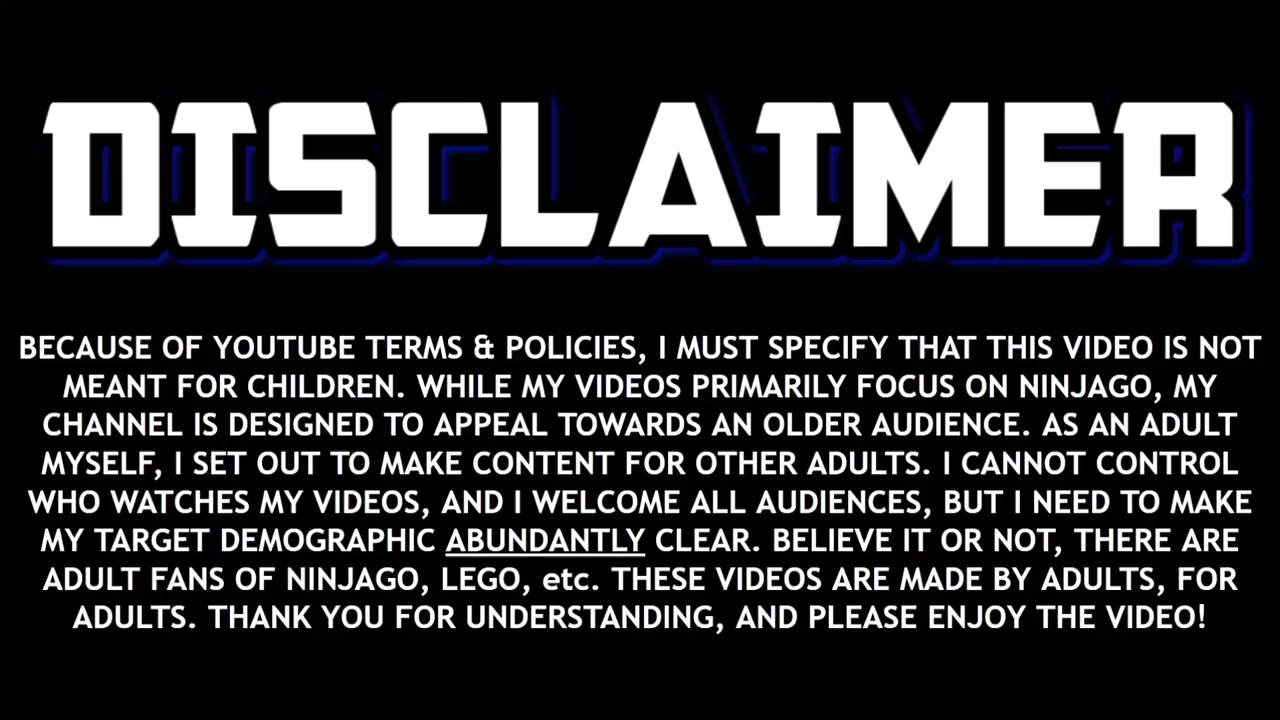 DISCLAIMER
BECAUSE OF YOUTUBE TERMS & POLICIES, I MUST SPECIFY THAT THIS VIDEO IS NOT
MEANT FOR CHILDREN. WHILE MY VIDEOS PRIMARILY FOCUS ON NINJAGO, MY
CHANNEL IS DESIGNED TO APPEAL TOWARDS AN OLDER AUDIENCE. AS AN ADULT
MYSELF, I SET OUT TO MAKE CONTENT FOR OTHER ADULTS. I CANNOT CONTROL
WHO WATCHES MY VIDEOS, AND I WELCOME ALL AUDIENCES, BUT I NEED TO MAKE
MY TARGET DEMOGRAPHIC ABUNDANTLY CLEAR. BELIEVE IT OR NOT, THERE ARE
ADULT FANS OF NINJAGO, LEGO, etc. THESE VIDEOS ARE MADE BY ADULTS, FOR
ADULTS. THANK YOU FOR UNDERSTANDING, AND PLEASE ENJOY THE VIDEO!